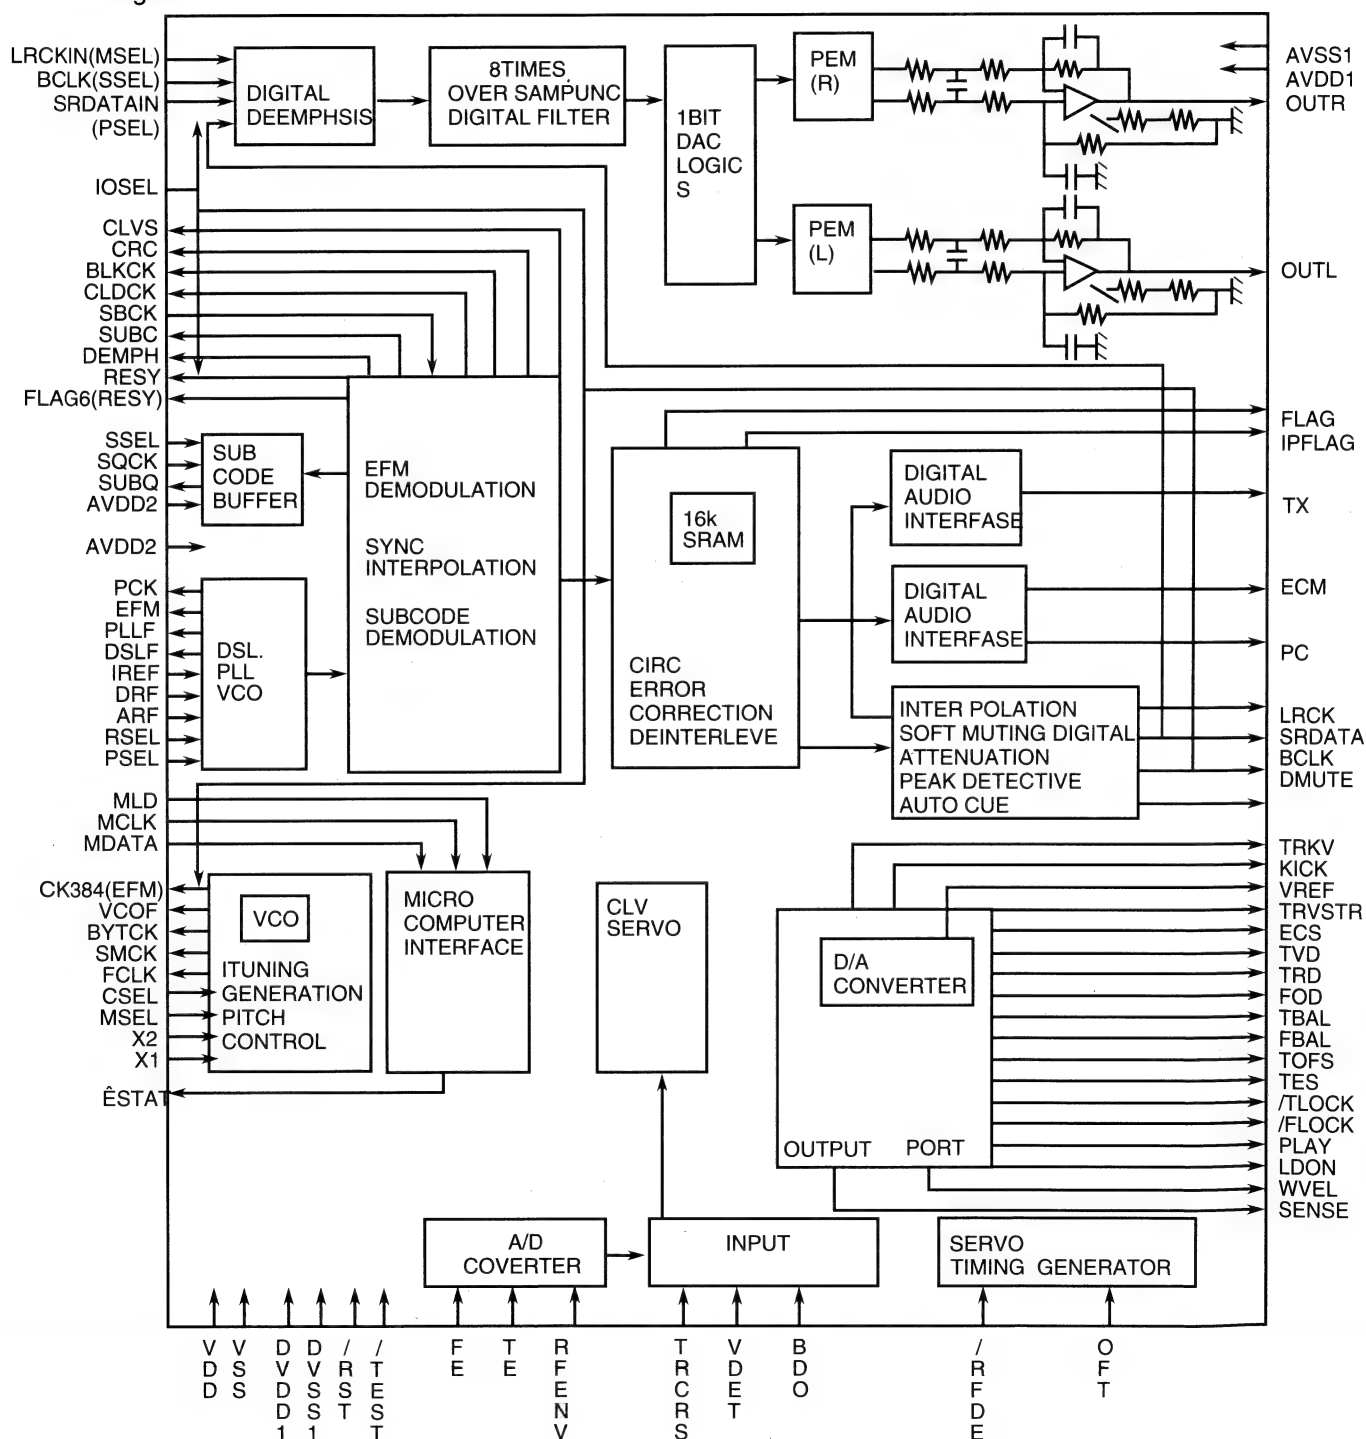 LRCKIN(MSEL)
BCLK(SSEL)
SRDATAIN
(PSEL)
IOSEL
CLVS
CRC
BLKCK
CLDCK
SBCK
SUBC
DEMPH
RESY
FLAG6(RESY)
SSEL
SQCK
SUBQ
AVDD2
AVDD2
PCK
EFM
PLLF
DSLF
IREF
DRF
ARF
RSEL
PSEL
MLD
MCLK
MDATA
CK384(EFM)
VCOF
BYTCK
SMCK
FCLK
CSEL
MSEL
X2
X1
ÊSTAT
DIGITAL
DEEMPHSIS
8TIMES,
OVER SAMPUNC
DIGITAL FILTER
1BIT
DAC
LOGIC
S
PEM
(R)
PEM
(L)
AVSS1
AVDD1
OUTR
OUTL
SUB
CODE
BUFFER
EFM
DEMODULATION
SYNC
INTERPOLATION
SUBCODE
DEMODULATION
DSL.
PLL
VCO
16k
SRAM
CIRC
ERROR
CORRECTION
DEINTERLEVE
DIGITAL
AUDIO
INTERFASE
DIGITAL
AUDIO
INTERFASE
INTER POLATION
SOFT MUTING DIGITAL
ATTENUATION
PEAK DETECTIVE
AUTO CUE
FLAG
IPFLAG
TX
ECM
PC
LRCK
SRDATA
BCLK
DMUTE
VCO
ITUNING
GENERATION
PITCH
CONTROL
MICRO
COMPUTER
INTERFACE
CLV
SERVO
D/A
CONVERTER
OUTPUT PORT
TRKV
KICK
VREF
TRVSTR
ECS
TVD
TRD
FOD
TBAL
FBAL
TOFS
TES
/TLOCK
/FLOCK
PLAY
LDON
WVEL
SENSE
A/D
COVERTER
INPUT
SERVO
TIMING GENERATOR
VDD
VSS
DVDD1
DVSS1
/RST
/TEST
FE
TE
RFENV
TRCRS
VDET
BDO
/RFDE
OFT